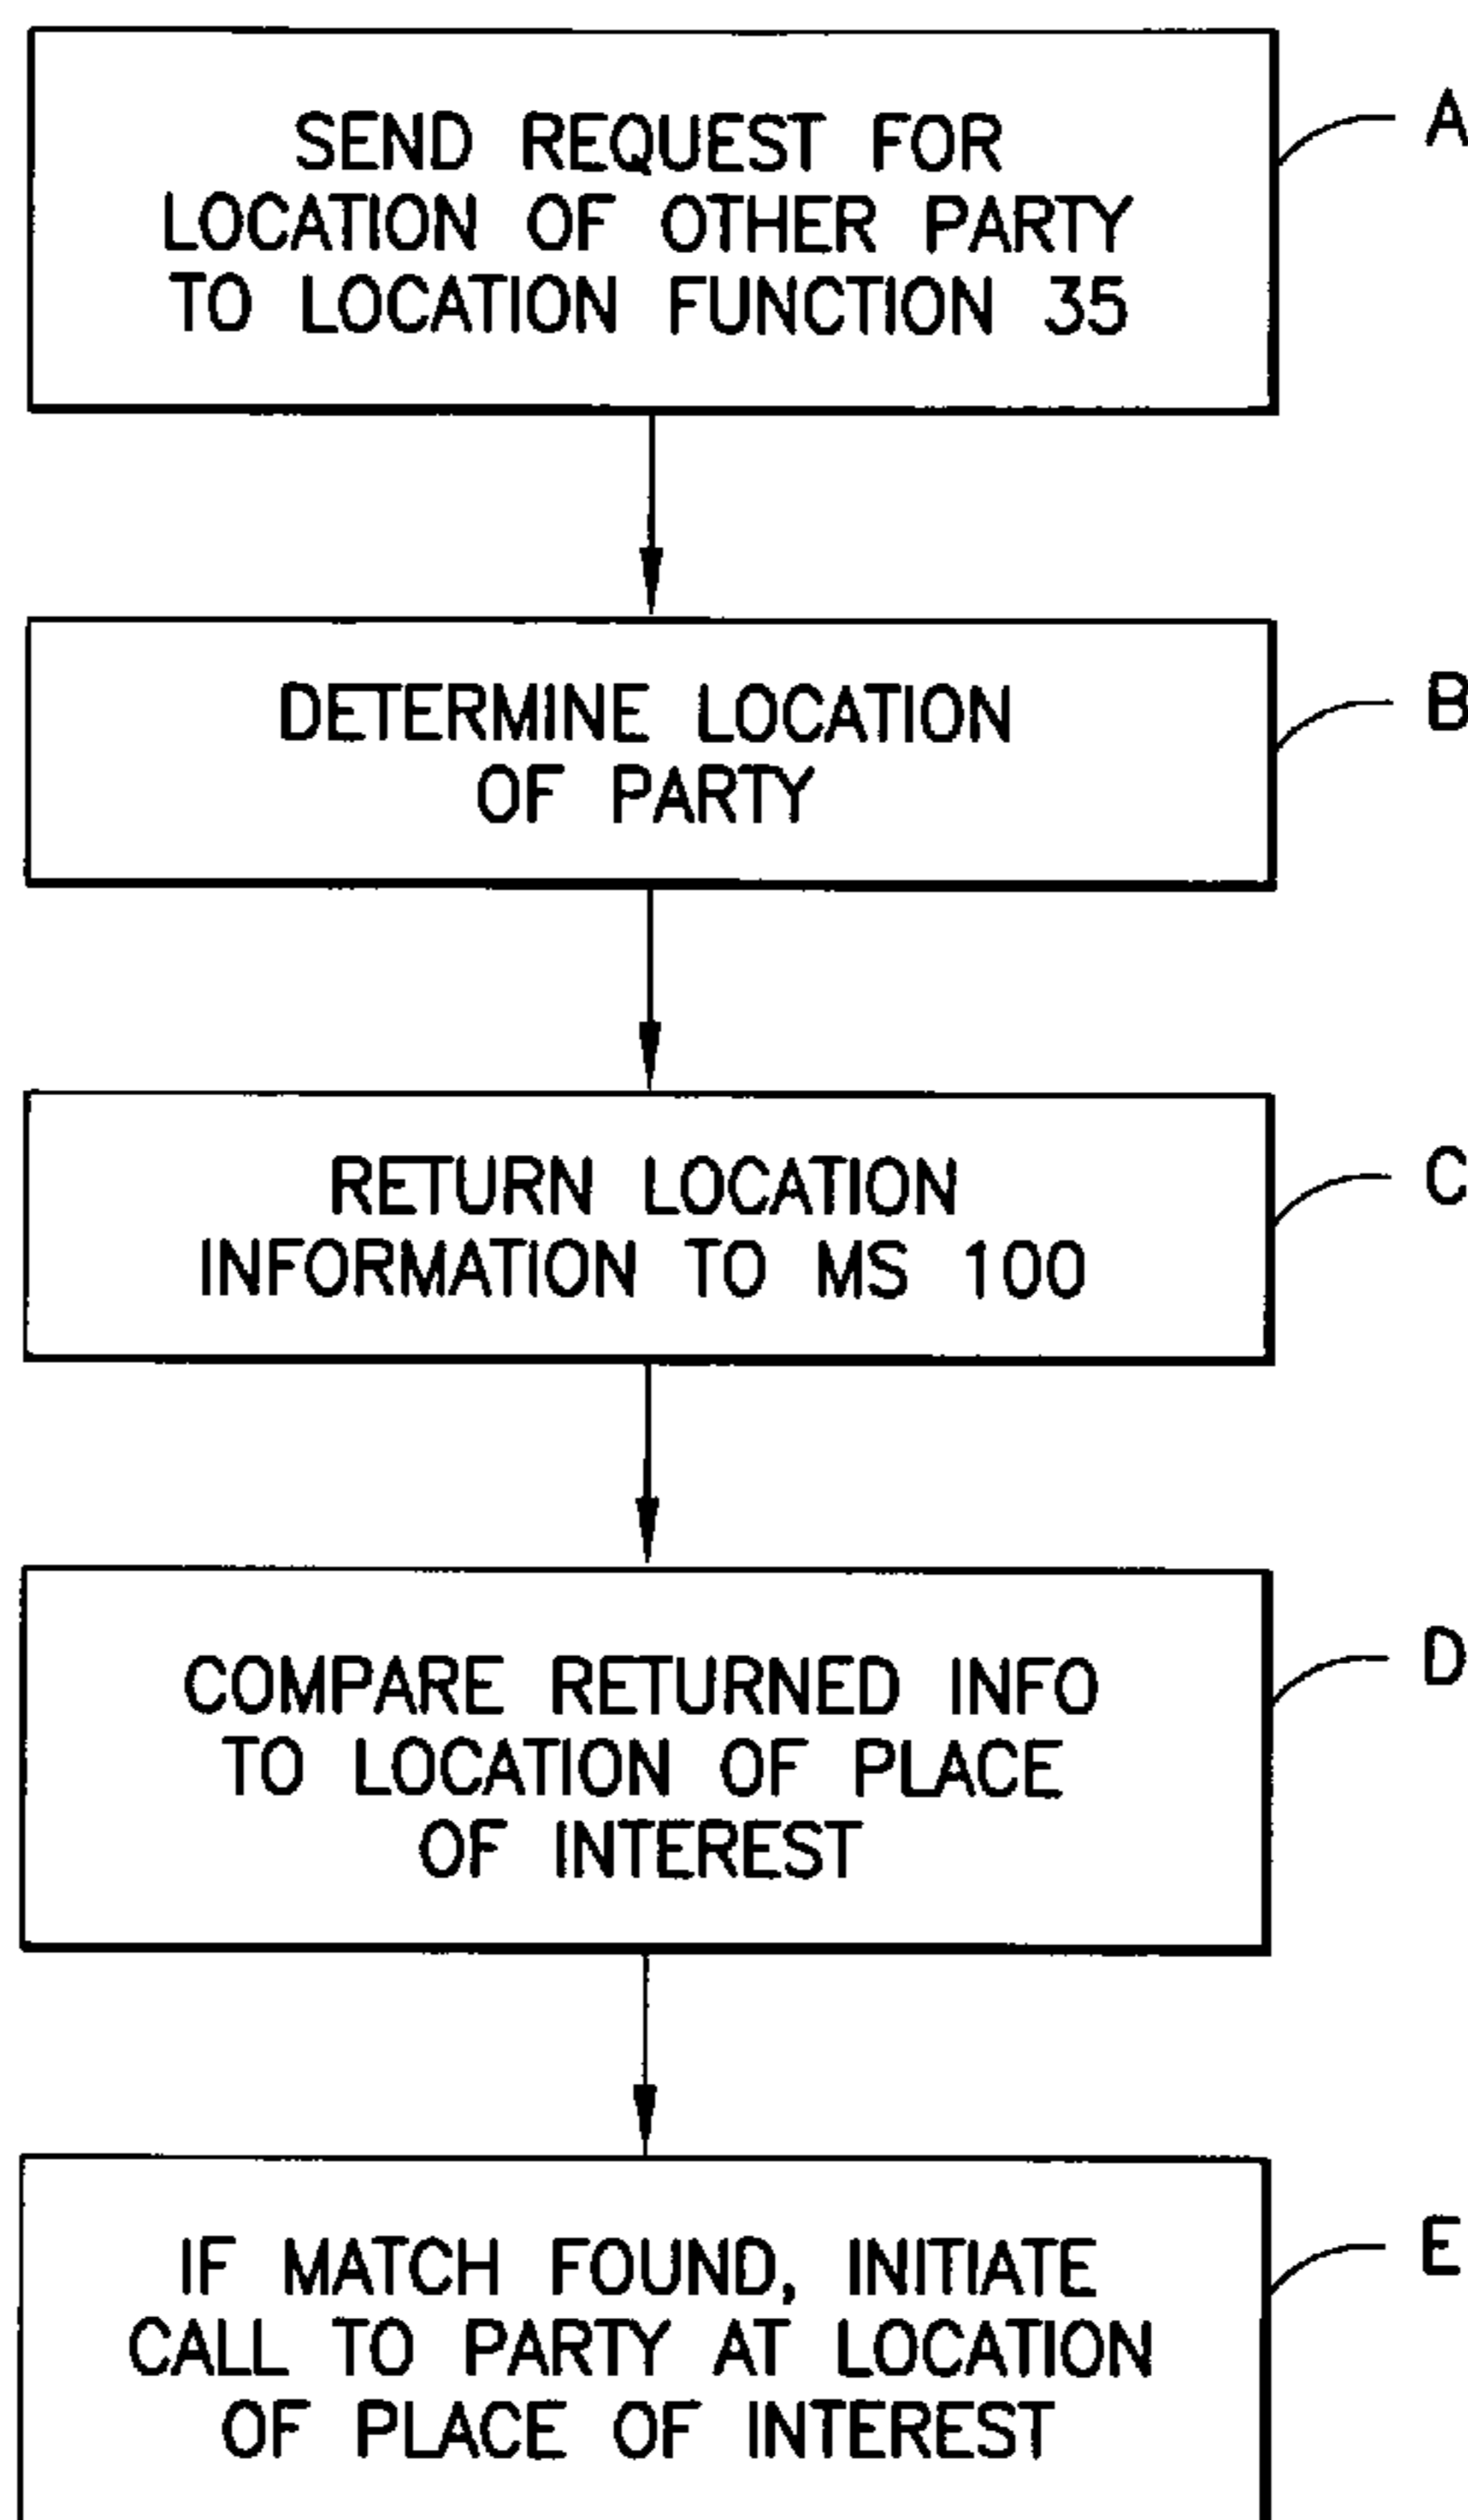 SEND REQUEST FOR
LOCATION OF OTHER PARTY
TO LOCATION FUNCTION 35
A
DETERMINE LOCATION
OF PARTY
B
RETURN LOCATION
INFORMATION TO MS 100
C
COMPARE RETURNED INFO
TO LOCATION OF PLACE
OF INTEREST
D
IF MATCH FOUND, INITIATE
CALL TO PARTY AT LOCATION
OF PLACE OF INTEREST
E